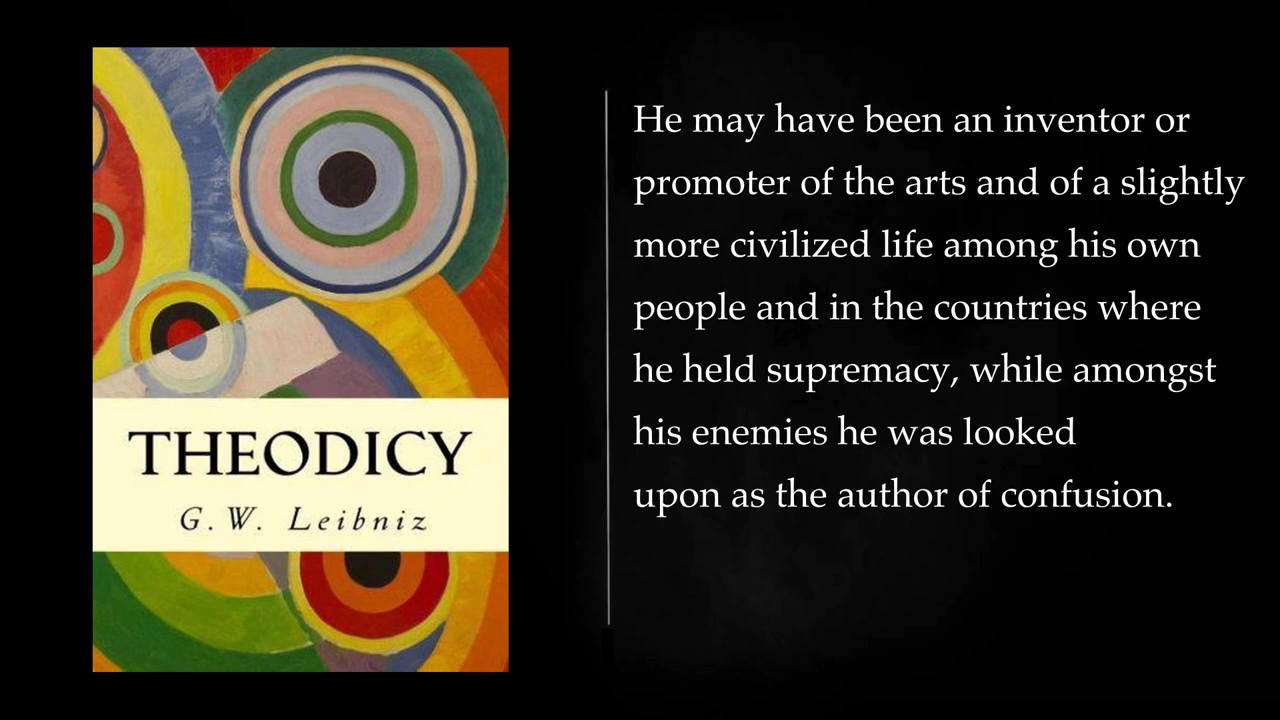 THEODICY
G. W. Leibniz
He may have been an inventor or
promoter of the arts and of a slightly
more civilized life among his own
people and in the countries where
he held supremacy, while amongst
his enemies he was looked
upon as the author of confusion.